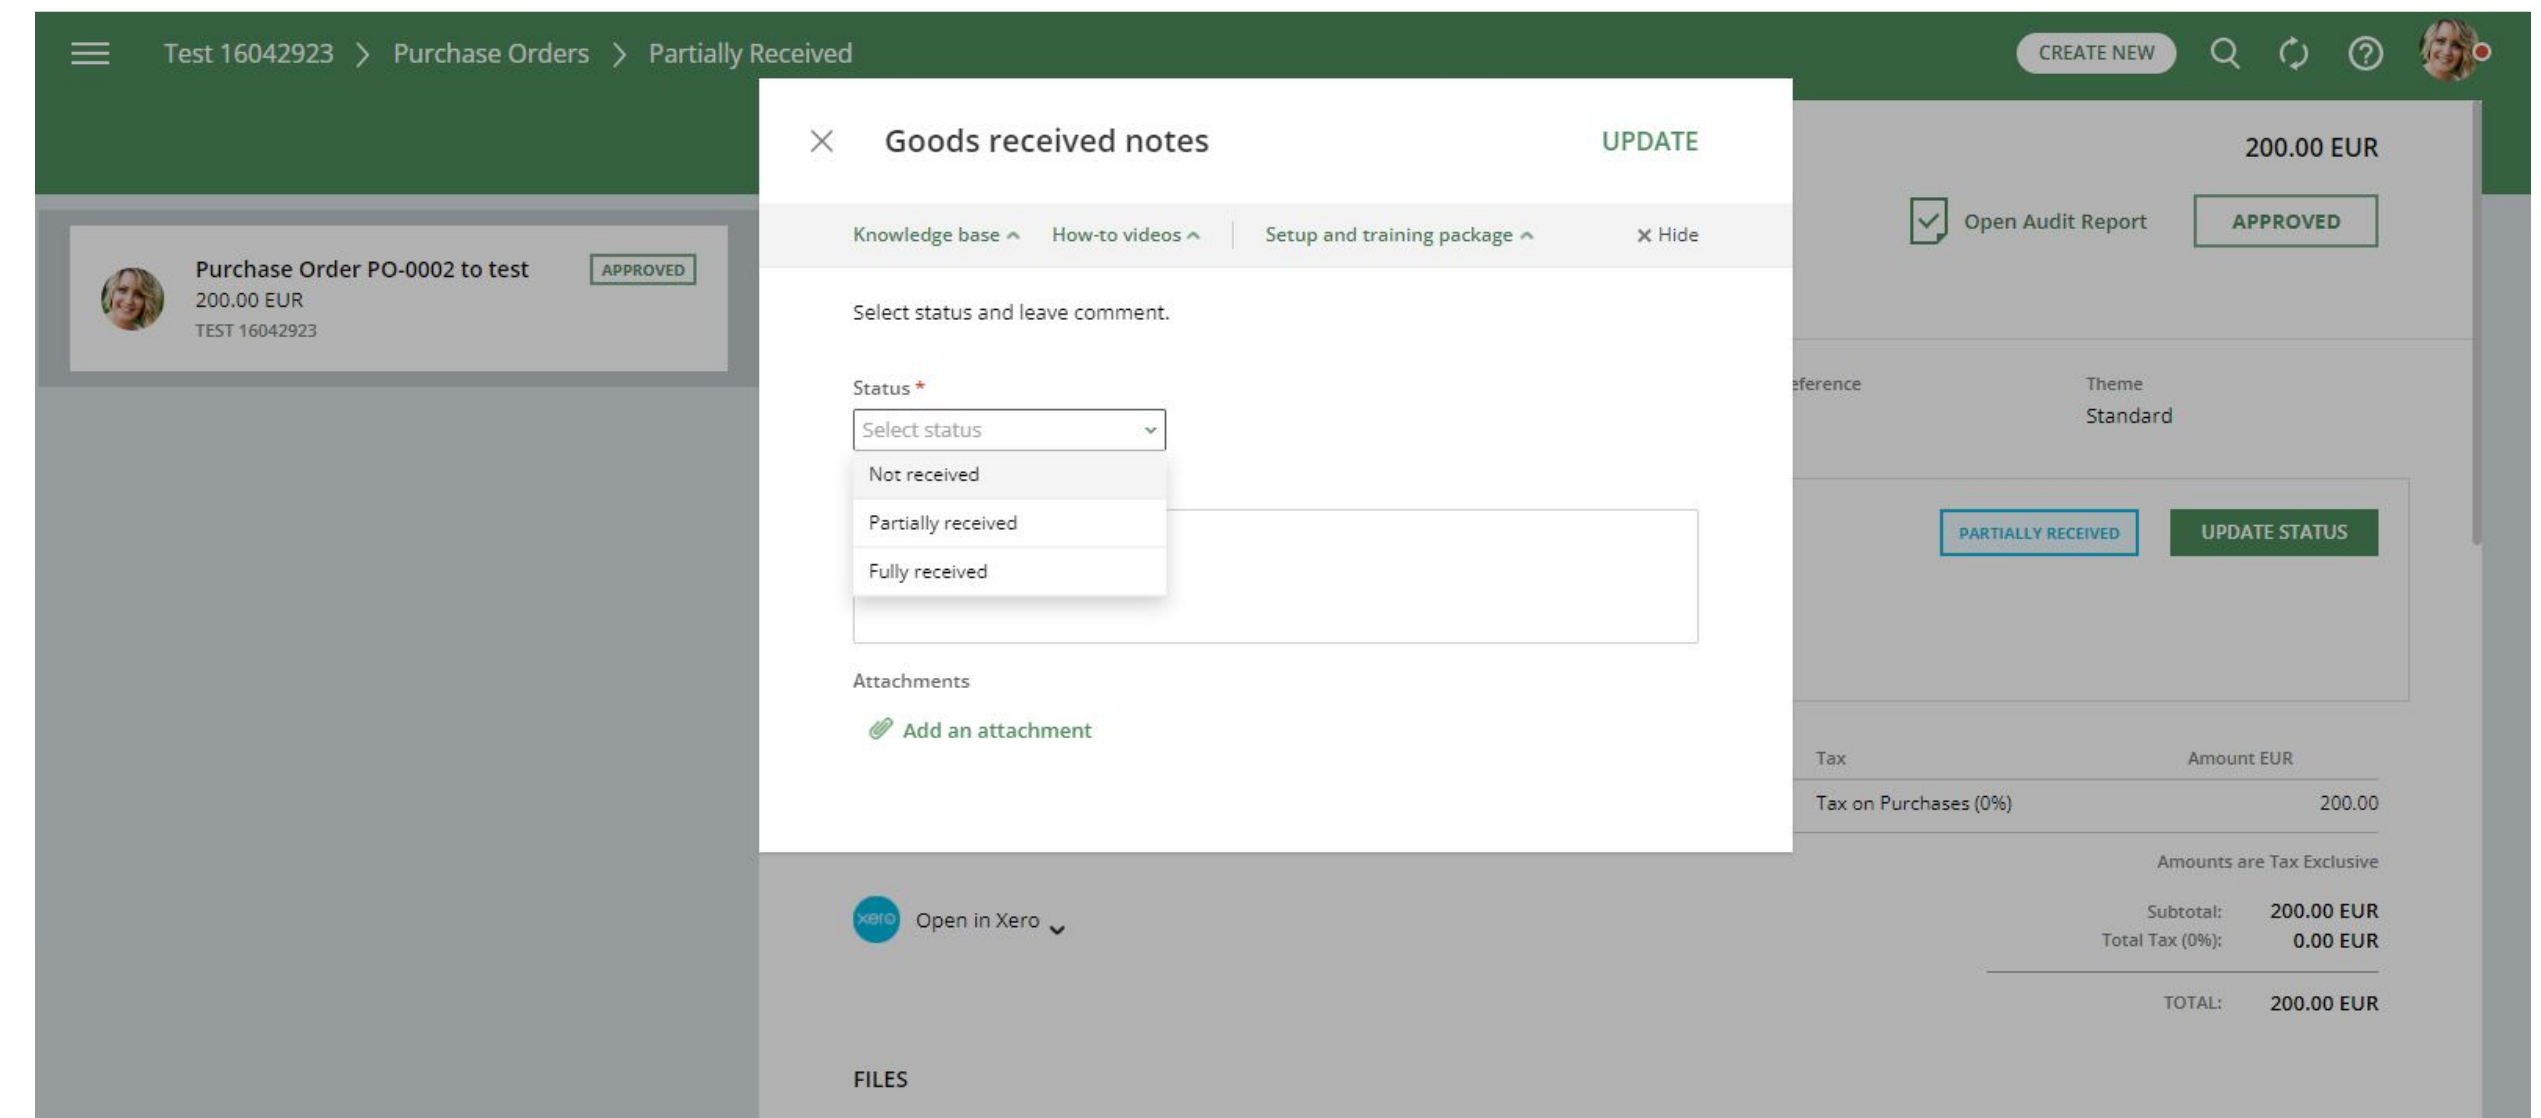 Test 16042923 > Purchase Orders > Partially Received
CREATE NEW
Goods received notes
UPDATE
200.00 EUR
Knowledge base
How-to videos
Setup and training package
× Hide
Open Audit Report
APPROVED
Purchase Order PO-0002 to test
APPROVED
200.00 EUR
TEST 16042923
Select status and leave comment.
Status *
Select status
Not received
Partially received
Fully received
eference
Theme
Standard
PARTIALLY RECEIVED
UPDATE STATUS
Attachments
Add an attachment
Tax
Amount EUR
Tax on Purchases (0%)
200.00
Amounts are Tax Exclusive
xero
Open in Xero
Subtotal: 200.00 EUR
Total Tax (0%): 0.00 EUR
TOTAL: 200.00 EUR
FILES